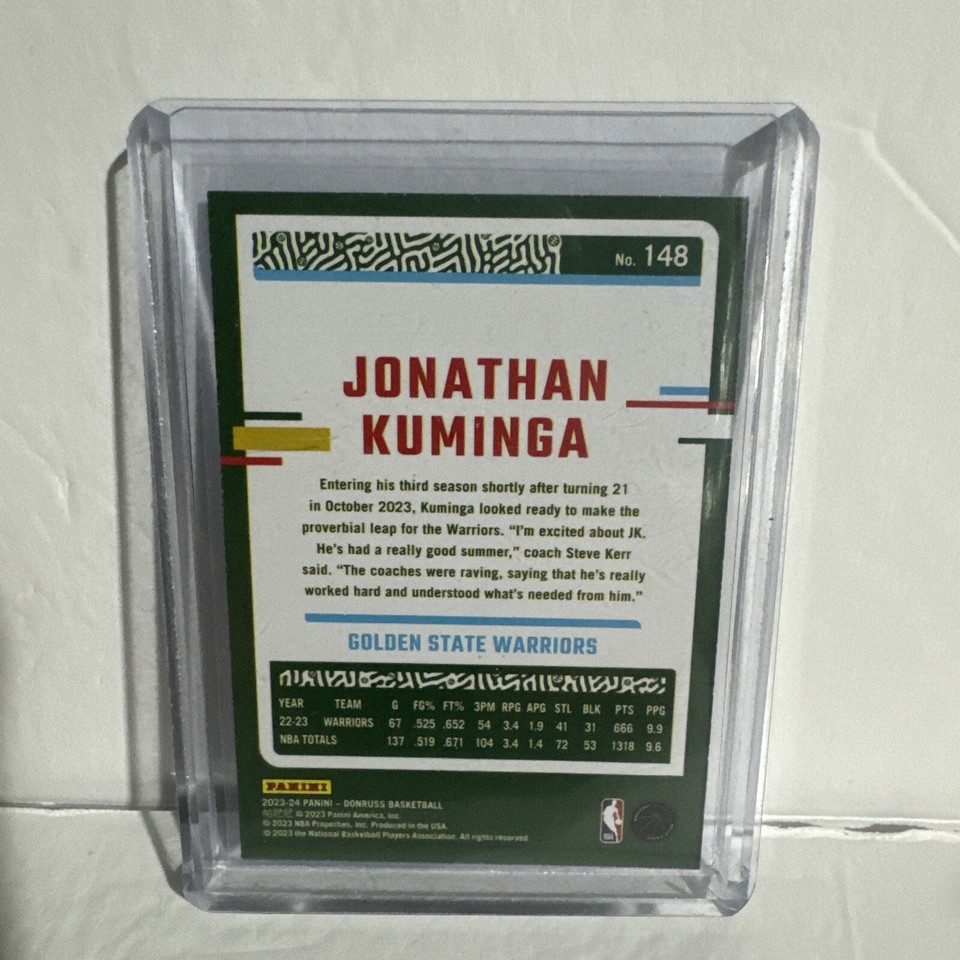 No. 148
JONATHAN
KUMINGA
Entering his third season shortly after turning 21
in October 2023, Kuminga looked ready to make the
proverbial leap for the Warriors. “I'm excited about JK.
He's had a really good summer,” coach Steve Kerr
said. “The coaches were raving, saying that he's really
worked hard and understood what's needed from him.”
GOLDEN STATE WARRIORS
YEAR TEAM G FG% FT% 3PM RPG APG STL BLK PTS PPG
22-23 WARRIORS 67 .525 .652 54 3.4 1.9 41 31 666 9.9
NBA TOTALS 137 .519 .671 104 3.4 1.4 72 53 1318 9.6
PANINI
2023-24 PANINI – DONRUSS BASKETBALL
© 2023 Panini America, Inc.
© 2023 NBA Properties, Inc. Produced in the USA.
© 2023 the National Basketball Players Association. All rights reserved.
NBA